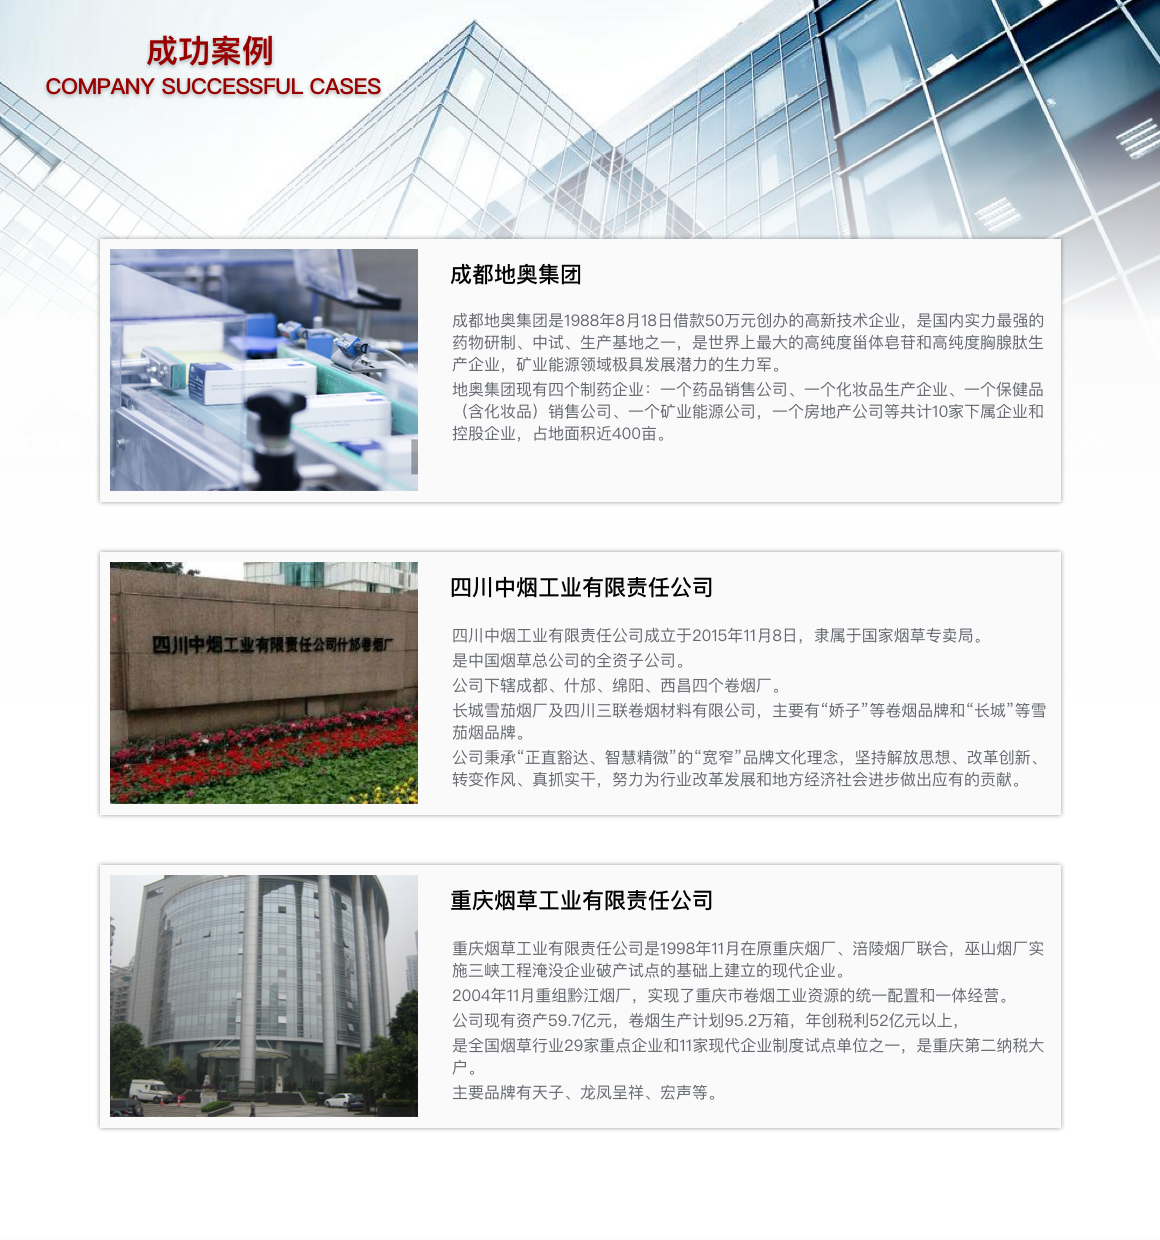 成功案例
COMPANY SUCCESSFUL CASES
成都地奥集团
成都地奥集团是1988年8月18日借款50万元创办的高新技术企业，是国内实力最强的
药物研制、中试、生产基地之一，是世界上最大的高纯度甾体皂苷和高纯度胸腺肽生
产企业，矿业能源领域极具发展潜力的生力军。
地奥集团现有四个制药企业：一个药品销售公司、一个化妆品生产企业、一个保健品
（含化妆品）销售公司、一个矿业能源公司，一个房地产公司等共计10家下属企业和
控股企业，占地面积近400亩。
四川中烟工业有限责任公司什邡卷烟厂
四川中烟工业有限责任公司
四川中烟工业有限责任公司成立于2015年11月8日，隶属于国家烟草专卖局。
是中国烟草总公司的全资子公司。
公司下辖成都、什邡、绵阳、西昌四个卷烟厂。
长城雪茄烟厂及四川三联卷烟材料有限公司，主要有“娇子”等卷烟品牌和“长城”等雪
茄烟品牌。
公司秉承“正直豁达、智慧精微”的“宽窄”品牌文化理念，坚持解放思想、改革创新、
转变作风、真抓实干，努力为行业改革发展和地方经济社会进步做出应有的贡献。
重庆烟草工业有限责任公司
重庆烟草工业有限责任公司是1998年11月在原重庆烟厂、涪陵烟厂联合，巫山烟厂实
施三峡工程淹没企业破产试点的基础上建立的现代企业。
2004年11月重组黔江烟厂，实现了重庆市卷烟工业资源的统一配置和一体经营。
公司现有资产59.7亿元，卷烟生产计划95.2万箱，年创税利52亿元以上，
是全国烟草行业29家重点企业和11家现代企业制度试点单位之一，是重庆第二纳税大
户。
主要品牌有天子、龙凤呈祥、宏声等。